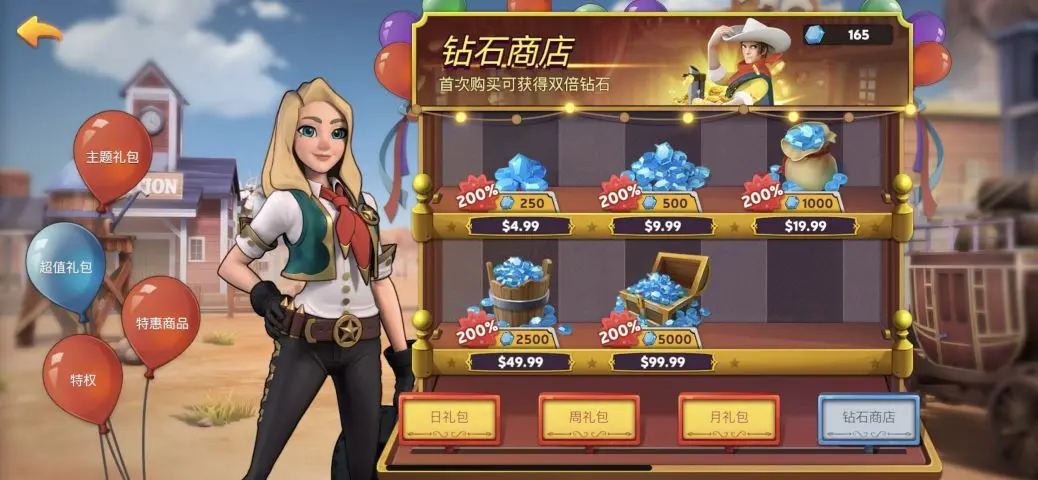 钻石商店
165
首次购买可获得双倍钻石
主题礼包
ION
超值礼包
特惠商品
特权
200%
250
200%
500
200%
1000
$4.99
$9.99
$19.99
200%
2500
200%
5000
$49.99
$99.99
日礼包
周礼包
月礼包
钻石商店